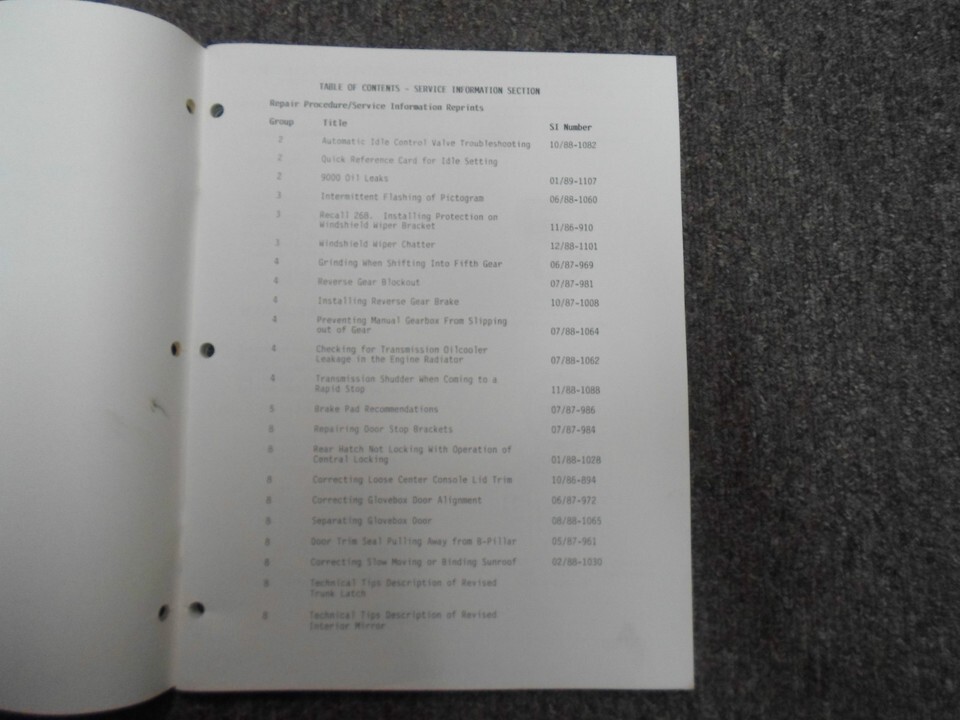 TABLE OF CONTENTS - SERVICE INFORMATION SECTION
Repair Procedure/Service Information Reprints
Group Title SI Number
2 Automatic Idle Control Valve Troubleshooting 10/88-1082
2 Quick Reference Card for Idle Setting
2 9000 Oil Leaks 01/89-1107
3 Intermittent Flashing of Pictogram 06/88-1060
3 Recall 268. Installing Protection on
Windshield Wiper Bracket 11/86-910
3 Windshield Wiper Chatter 12/88-1101
4 Grinding When Shifting Into Fifth Gear 06/87-969
4 Reverse Gear Blockout 07/87-981
4 Installing Reverse Gear Brake 10/87-1008
4 Preventing Manual Gearbox From Slipping
out of Gear 07/88-1064
4 Checking for Transmission Oilcooler
Leakage in the Engine Radiator 07/88-1062
4 Transmission Shudder When Coming to a
Rapid Stop 11/88-1088
5 Brake Pad Recommendations 07/87-986
8 Repairing Door Stop Brackets 07/87-984
8 Rear Hatch Not Locking With Operation of
Central Locking 01/88-1028
8 Correcting Loose Center Console Lid Trim 10/86-894
8 Correcting Glovebox Door Alignment 06/87-972
8 Separating Glovebox Door 08/88-1065
8 Door Trim Seal Pulling Away from B-Pillar 05/87-961
8 Correcting Slow Moving or Binding Sunroof 02/88-1030
8 Technical Tips Description of Revised
Trunk Latch
8 Technical Tips Description of Revised
Interior Mirror